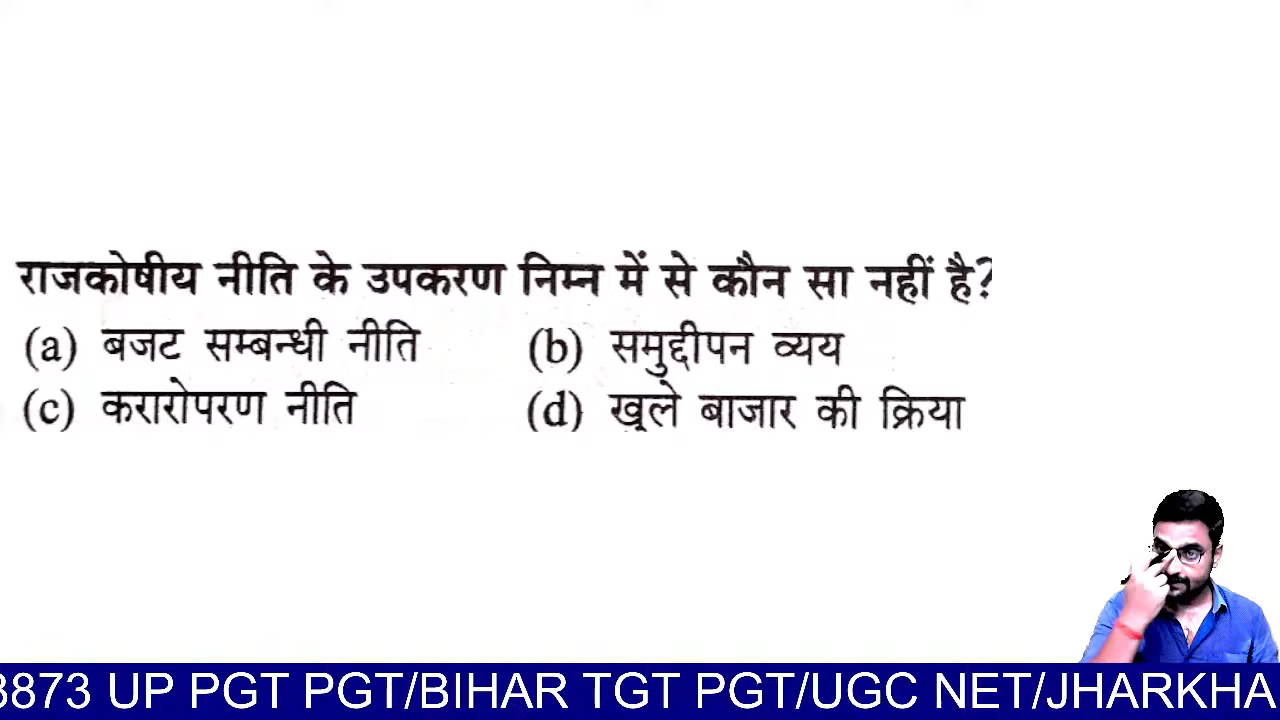 राजकोषीय नीति के उपकरण निम्न में से कौन सा नहीं है?
(a) बजट सम्बन्धी नीति (b) समुद्दीपन व्यय
(c) करारोपरण नीति (d) खुले बाजार की क्रिया
8873 UP PGT PGT/BIHAR TGT PGT/UGC NET/JHARKHA